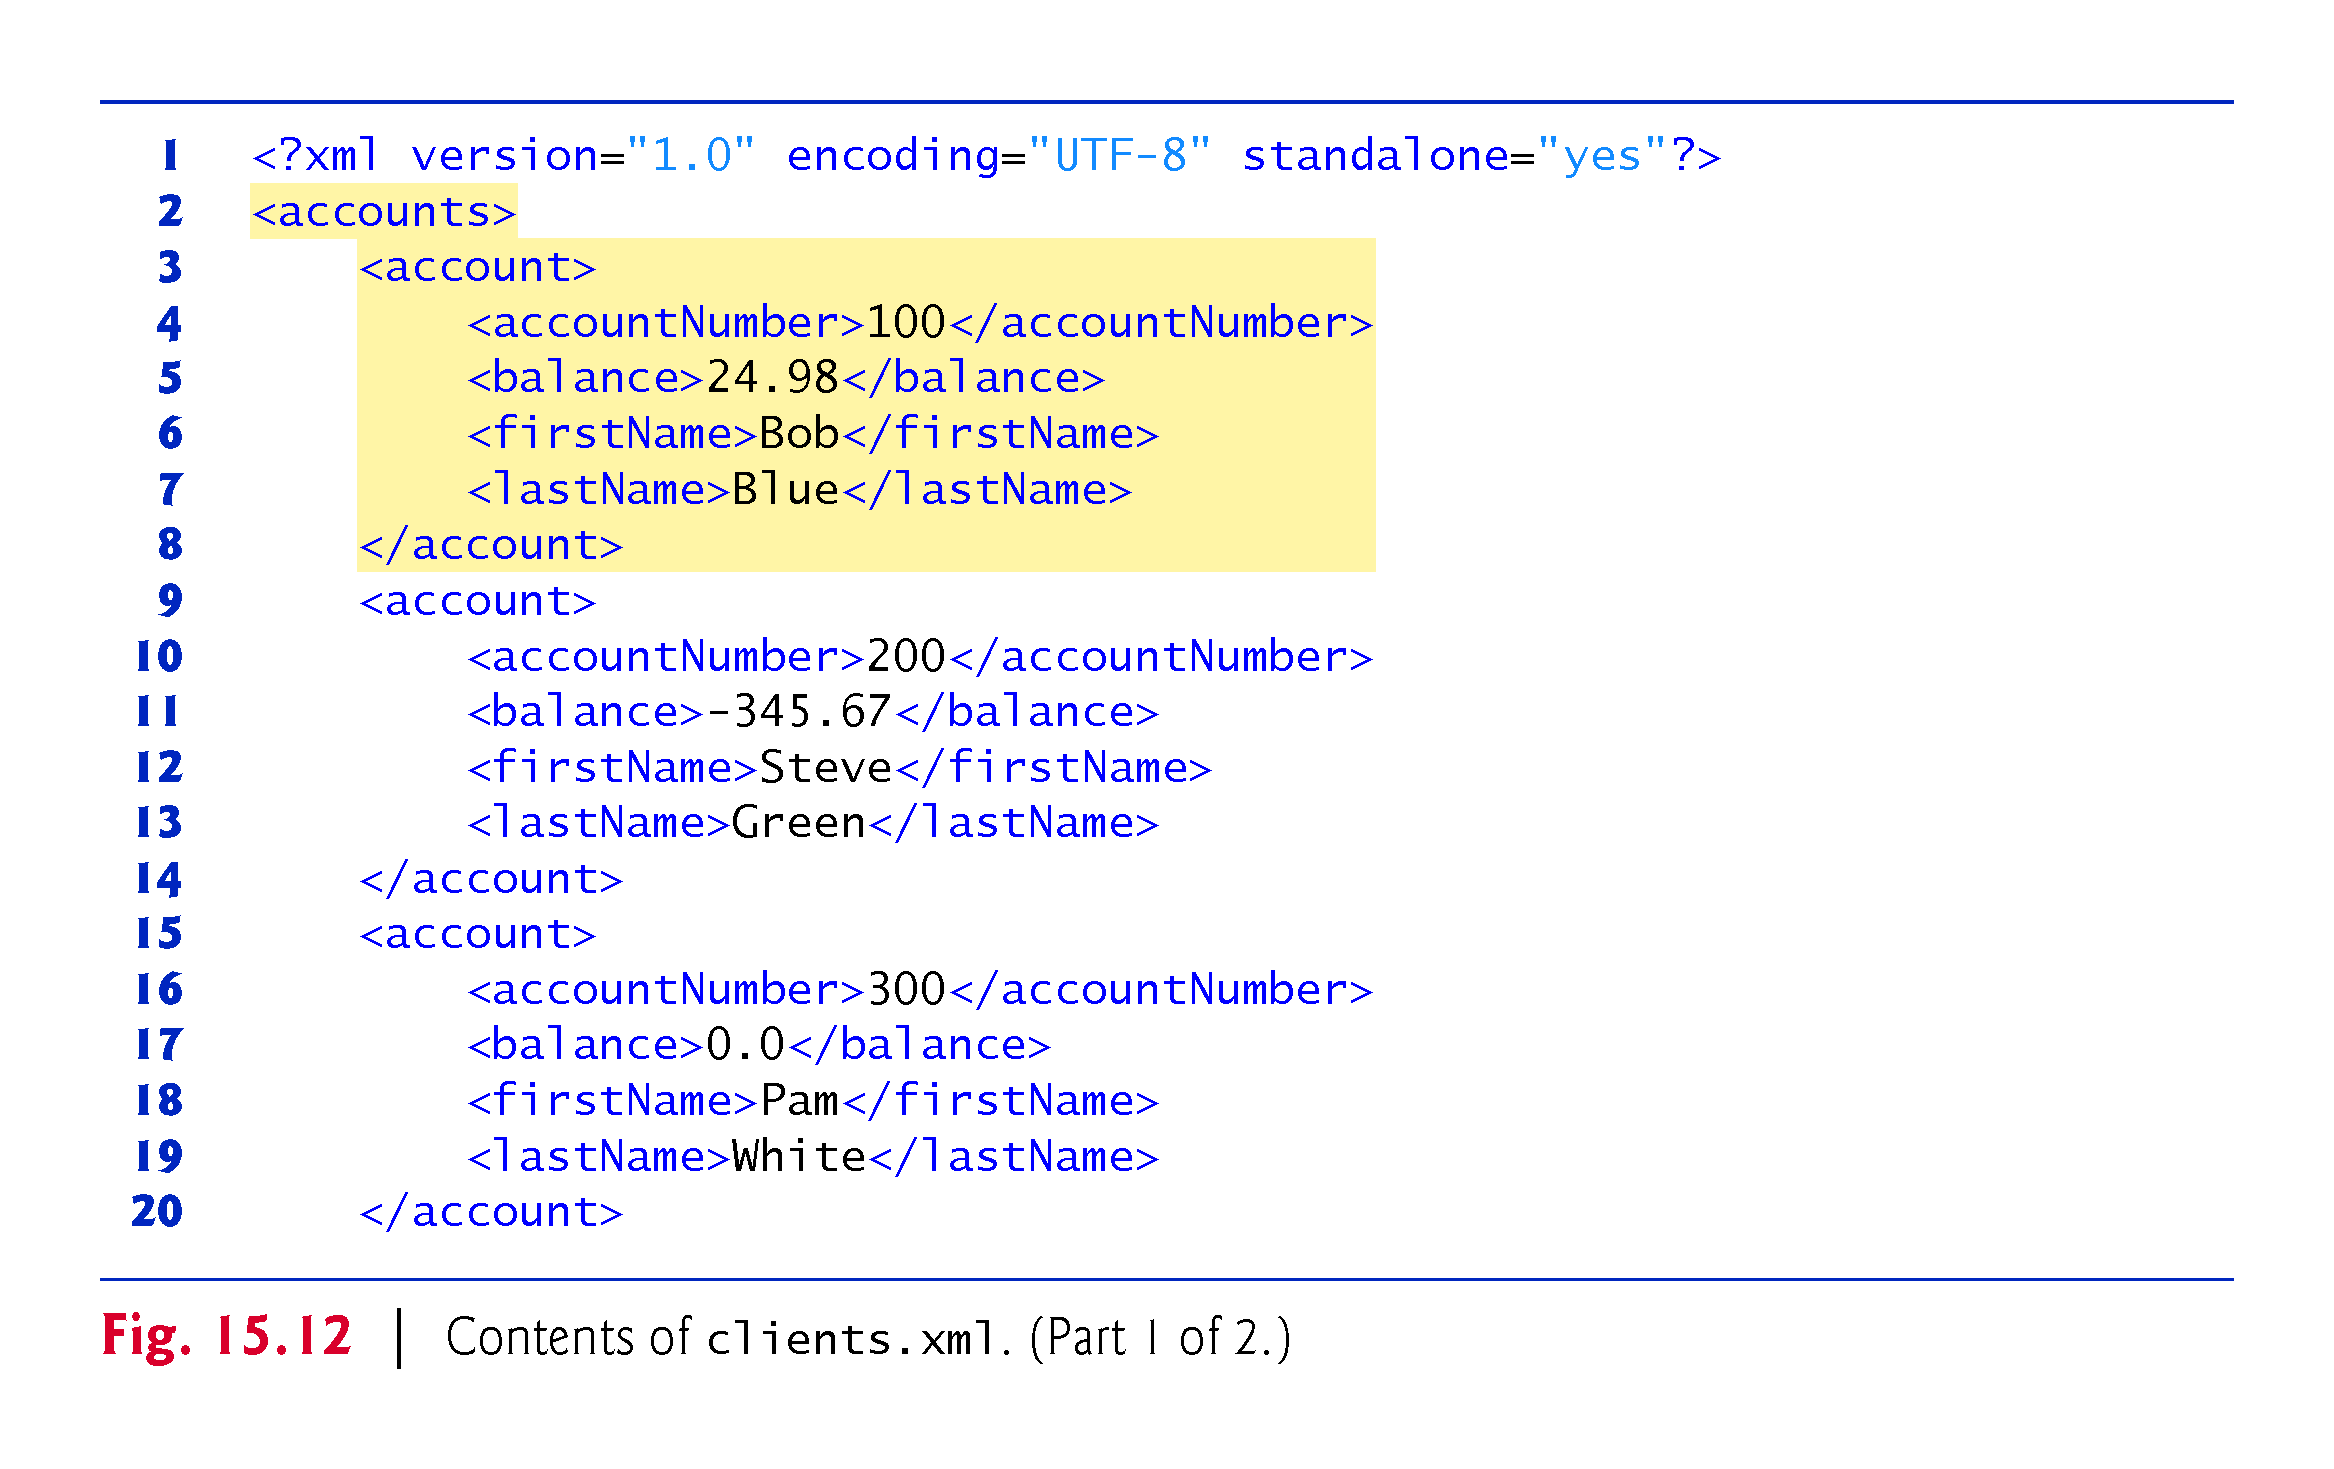 1 <?xml version="1.0" encoding="UTF-8" standalone="yes"?>
2 <accounts>
3 <account>
4 <accountNumber>100</accountNumber>
5 <balance>24.98</balance>
6 <firstName>Bob</firstName>
7 <lastName>Blue</lastName>
8 </account>
9 <account>
10 <accountNumber>200</accountNumber>
11 <balance>-345.67</balance>
12 <firstName>Steve</firstName>
13 <lastName>Green</lastName>
14 </account>
15 <account>
16 <accountNumber>300</accountNumber>
17 <balance>0.0</balance>
18 <firstName>Pam</firstName>
19 <lastName>White</lastName>
20 </account>
Fig. 15.12 | Contents of clients.xml. (Part 1 of 2.)